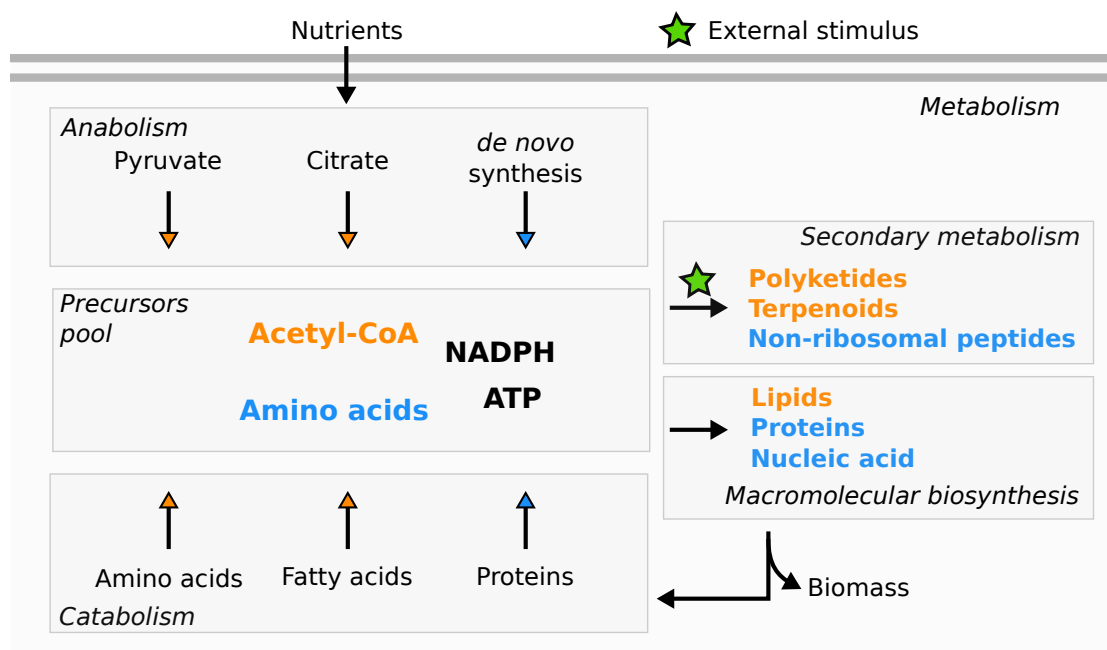 Nutrients
External stimulus
Metabolism
Anabolism
Pyruvate
Citrate
de novo
synthesis
Precursors
pool
Acetyl-CoA
NADPH
ATP
Amino acids
Secondary metabolism
Polyketides
Terpenoids
Non-ribosomal peptides
Lipids
Proteins
Nucleic acid
Macromolecular biosynthesis
Amino acids
Fatty acids
Proteins
Catabolism
Biomass